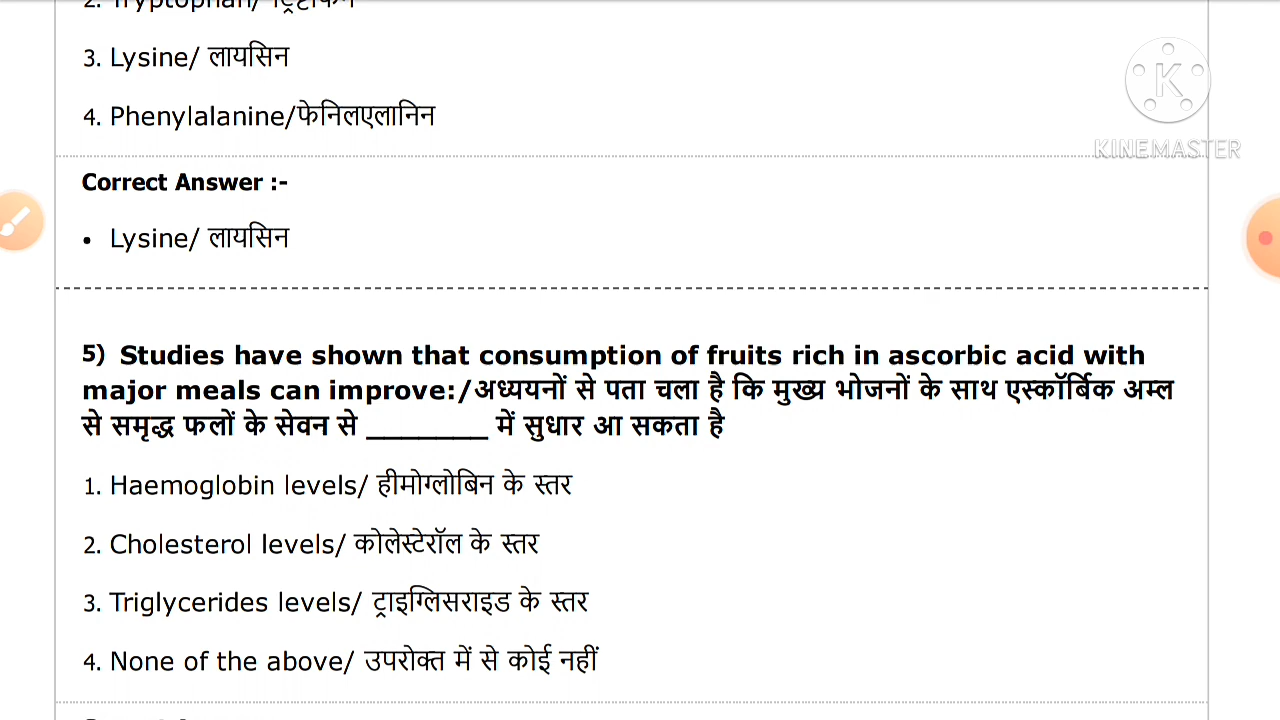 3. Lysine/ लायसिन
4. Phenylalanine/फेनिलएलानिन
K
KINEMASTER
Correct Answer :-
• Lysine/ लायसिन
5) Studies have shown that consumption of fruits rich in ascorbic acid with
major meals can improve:/अध्ययनों से पता चला है कि मुख्य भोजनों के साथ एस्कॉर्बिक अम्ल
से समृद्ध फलों के सेवन से ________ में सुधार आ सकता है
1. Haemoglobin levels/ हीमोग्लोबिन के स्तर
2. Cholesterol levels/ कोलेस्टेरॉल के स्तर
3. Triglycerides levels/ ट्राइग्लिसराइड के स्तर
4. None of the above/ उपरोक्त में से कोई नहीं